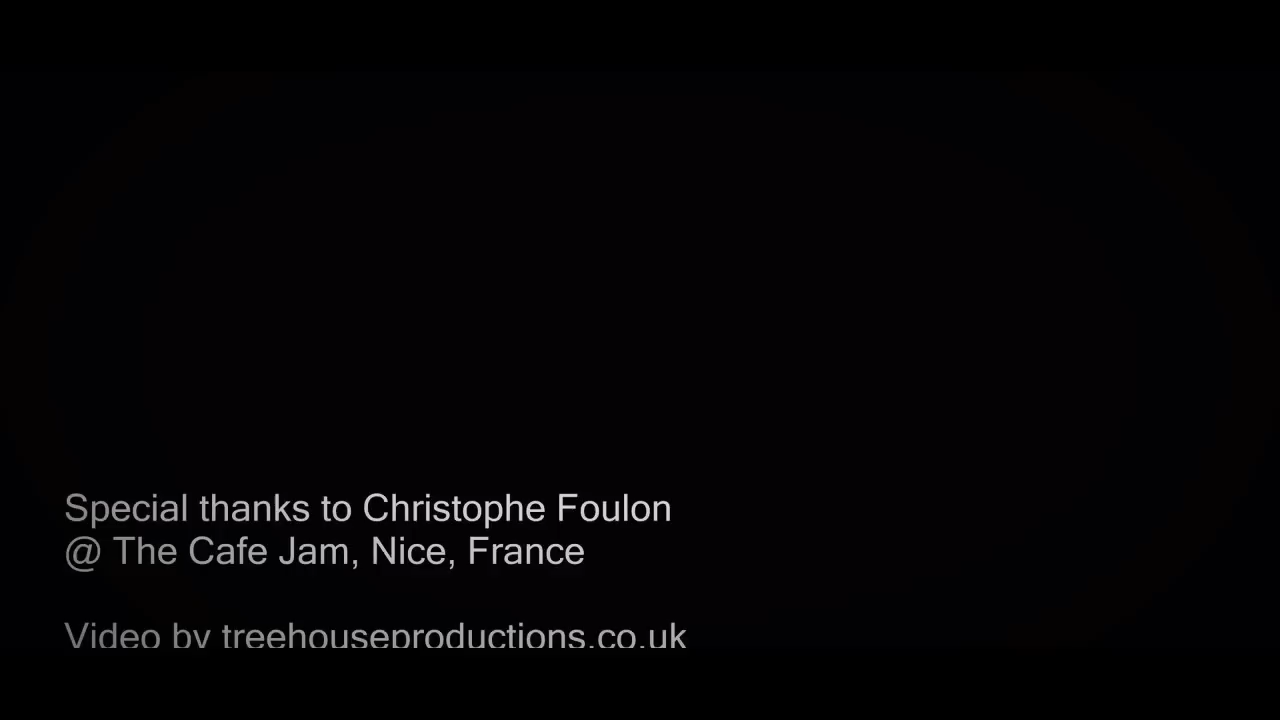 Special thanks to Christophe Foulon
@ The Cafe Jam, Nice, France
Video by treehouseproductions.co.uk